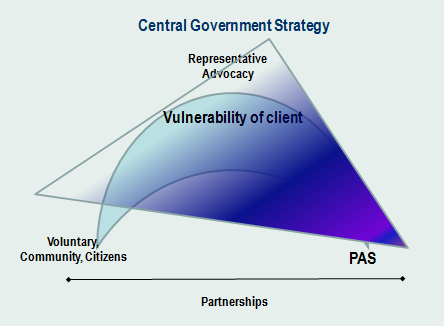 Central Government Strategy
Representative
Advocacy
Vulnerability of client
Voluntary,
Community, Citizens
PAS
Partnerships